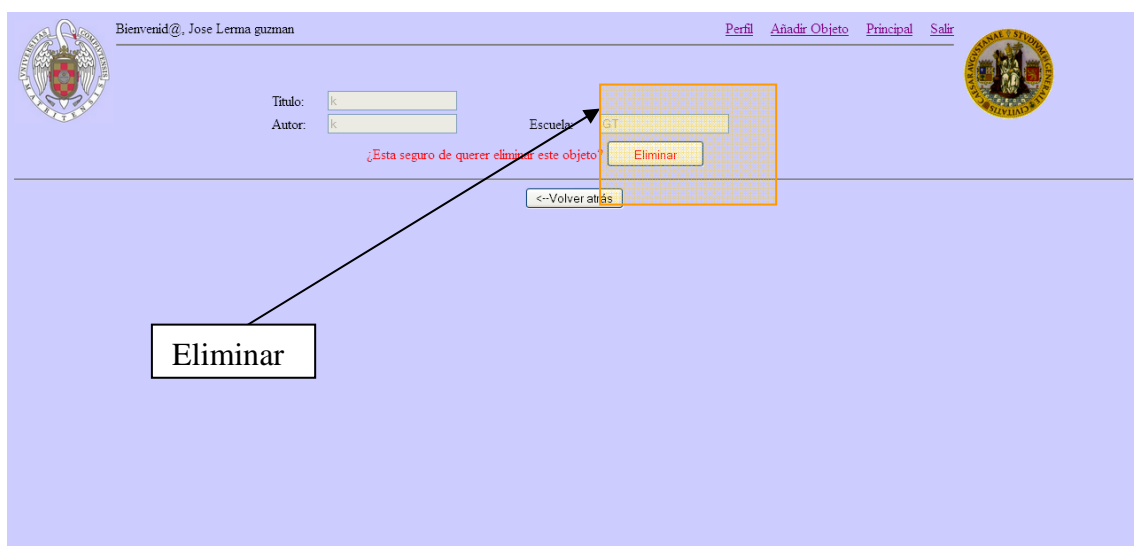 Bienvenid@, Jose Lerma guzman Perfil Añadir Objeto Principal Salir
Titulo: k
Autor: k Escuela: GT
¿Esta seguro de querer eliminar este objeto? Eliminar
<--Volver atrás
Eliminar